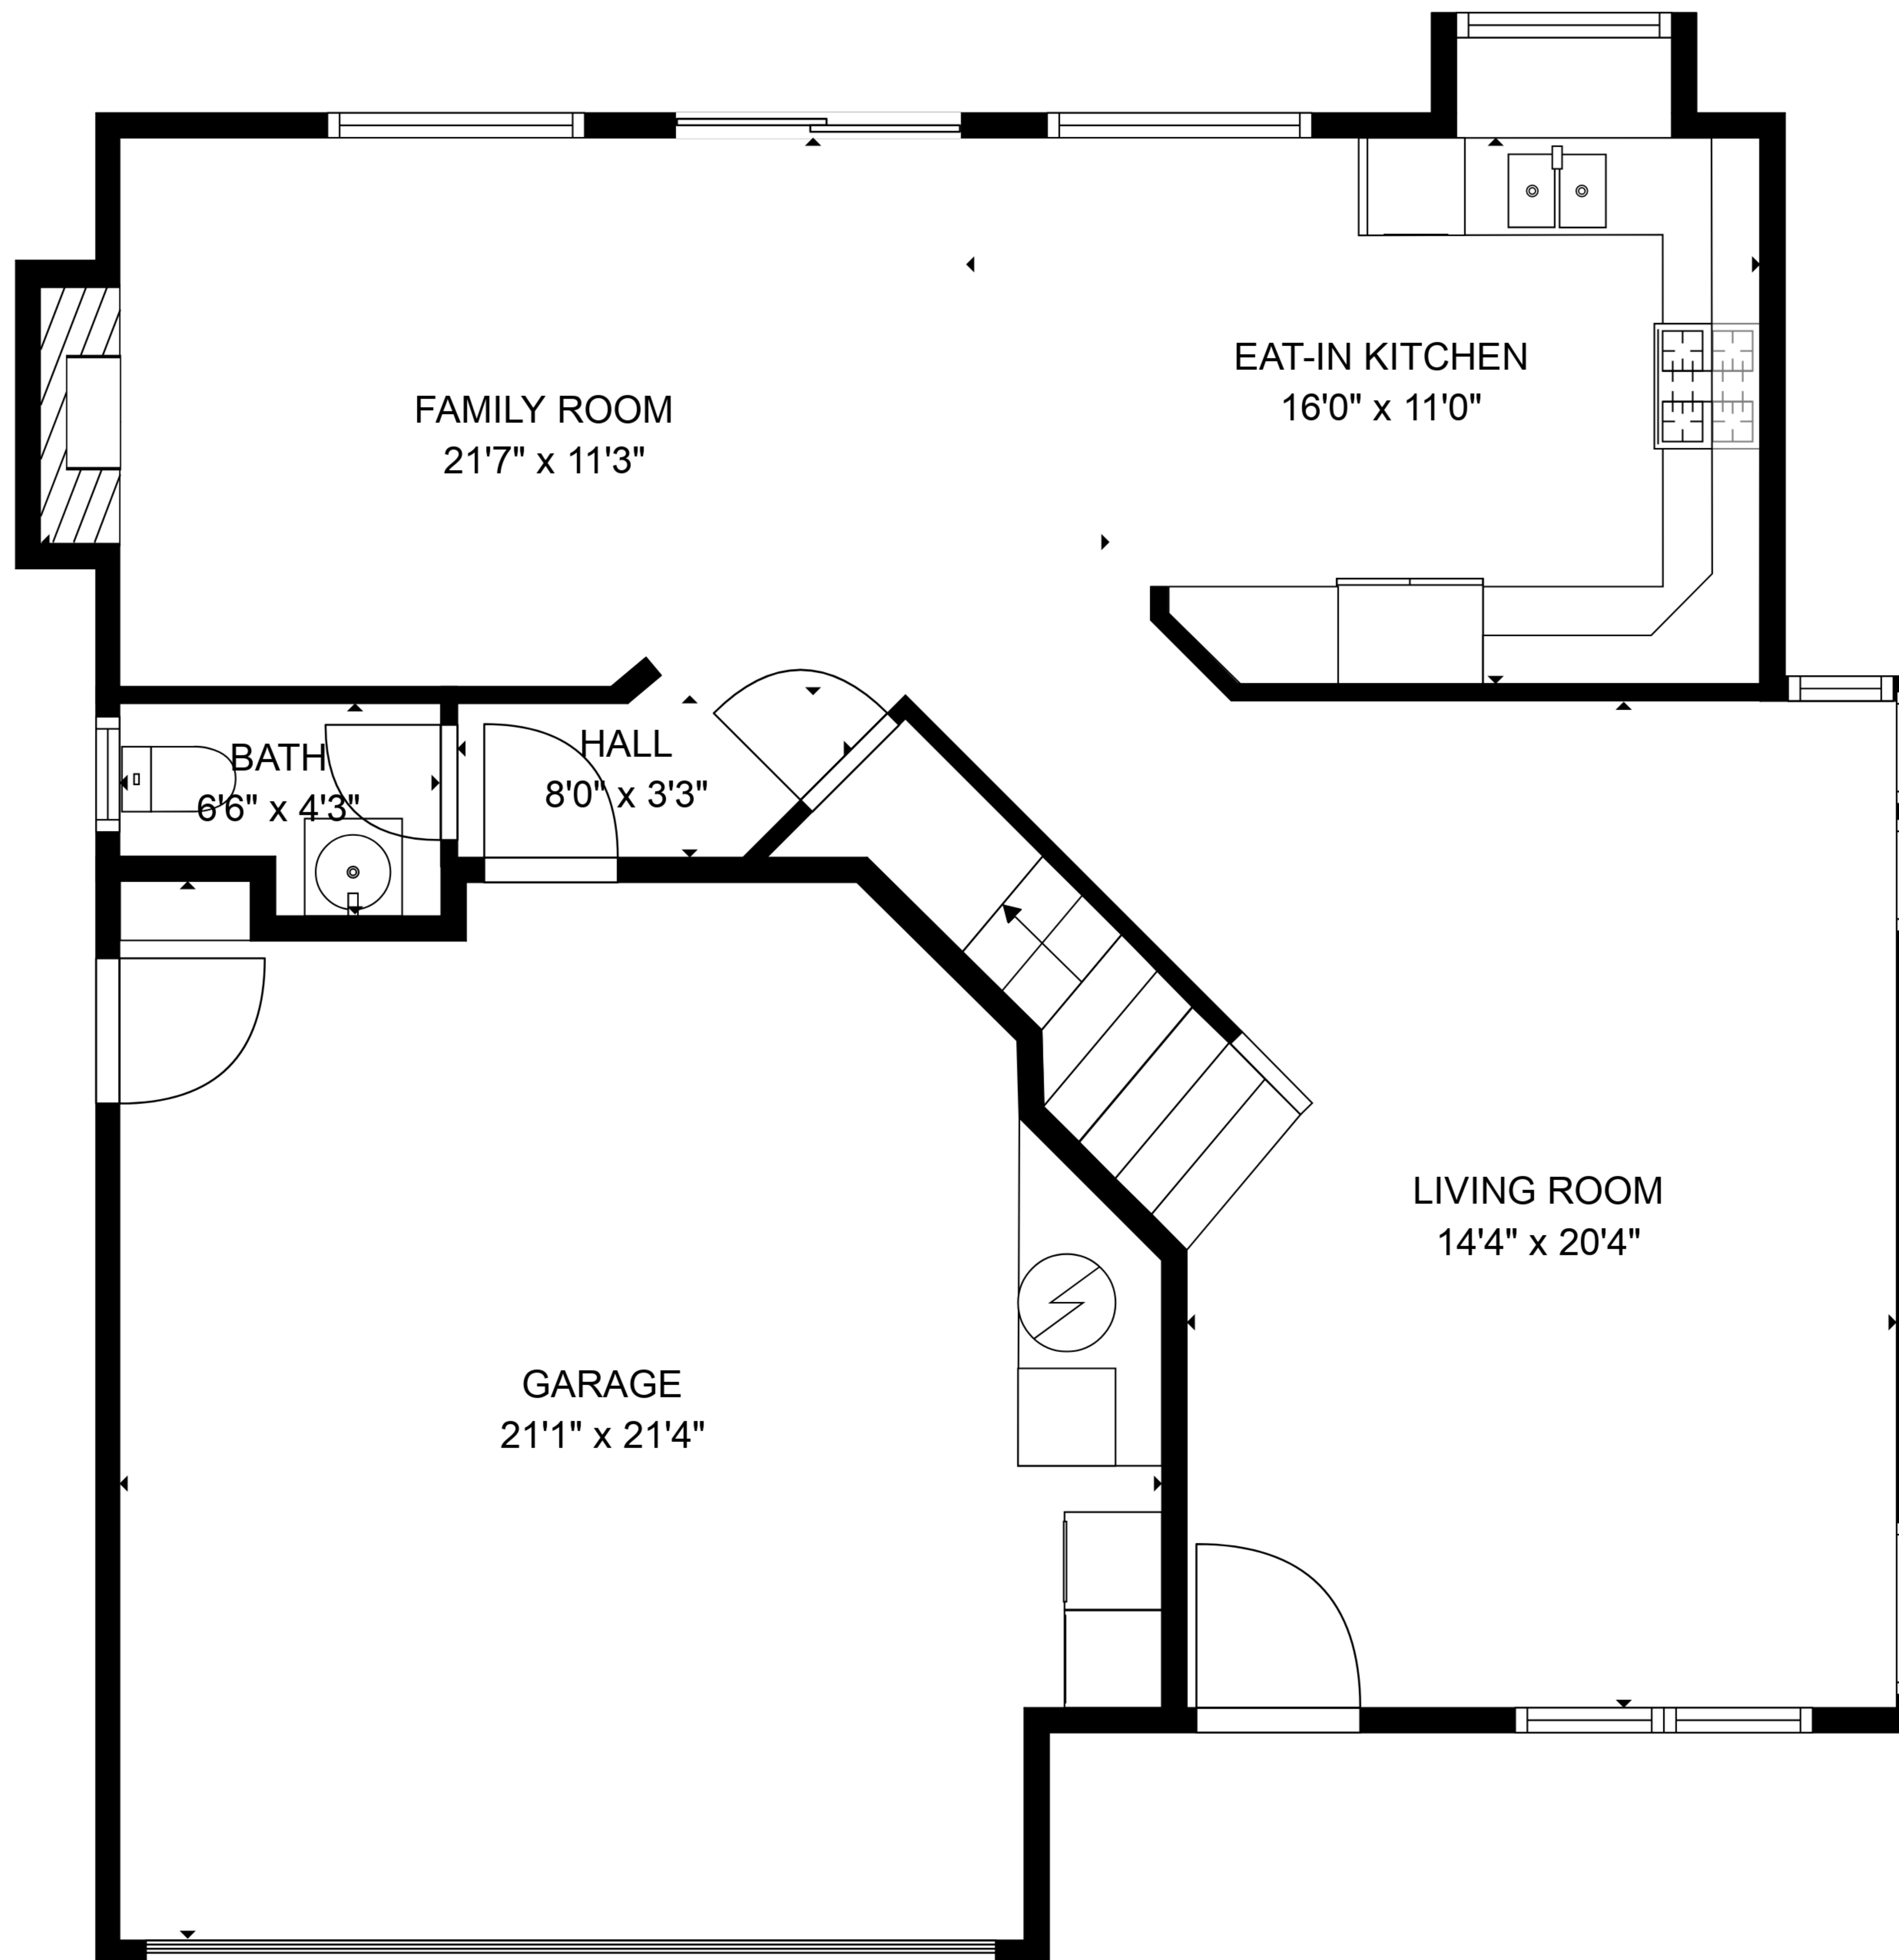 EAT-IN KITCHEN
16'0" x 11'0"
FAMILY ROOM
21'7" x 11'3"
HALL
8'0" x 3'3"
BATH
6'6" x 4'3"
LIVING ROOM
14'4" x 20'4"
GARAGE
21'1" x 21'4"